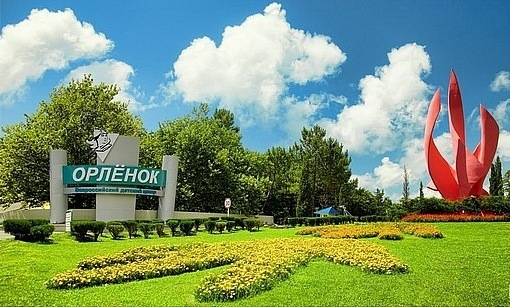 ОРЛЁНОК
Всероссийский детский центр